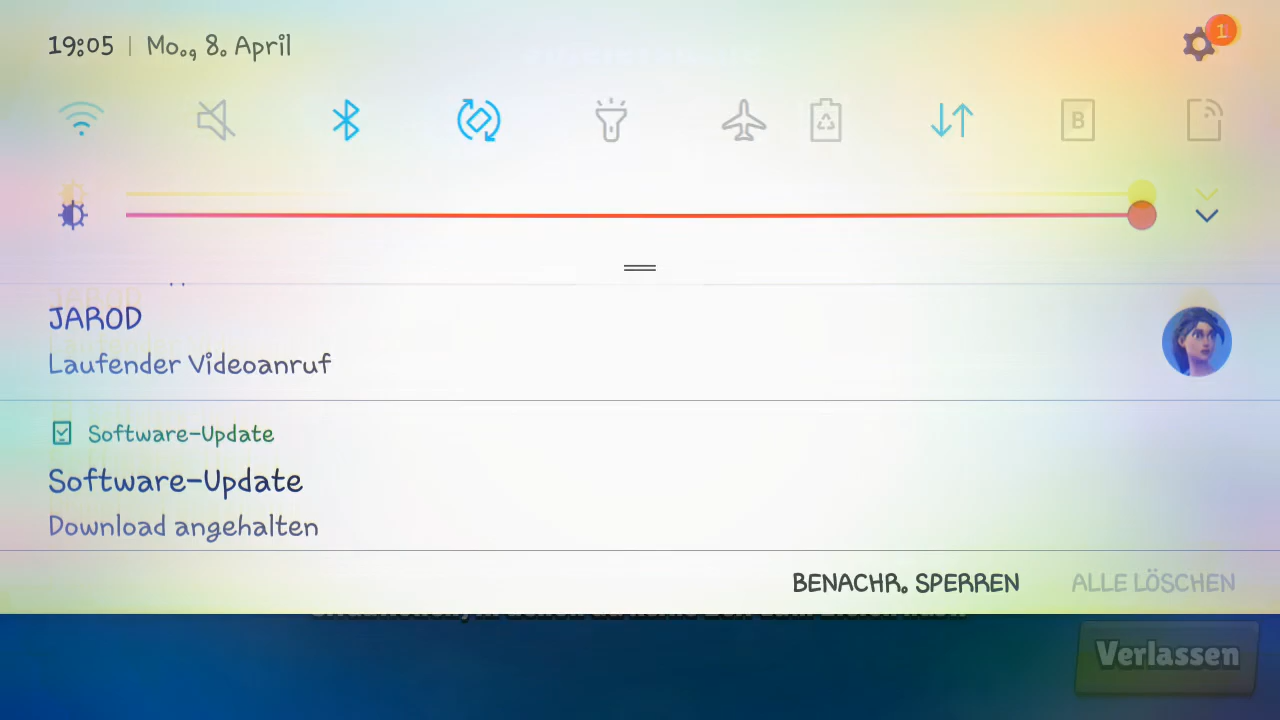 19:05 | Mo., 8. April
1
B
JAROD
Laufender Videoanruf
Software-Update
Software-Update
Download angehalten
BENACHR. SPERREN
ALLE LÖSCHEN
Verlassen